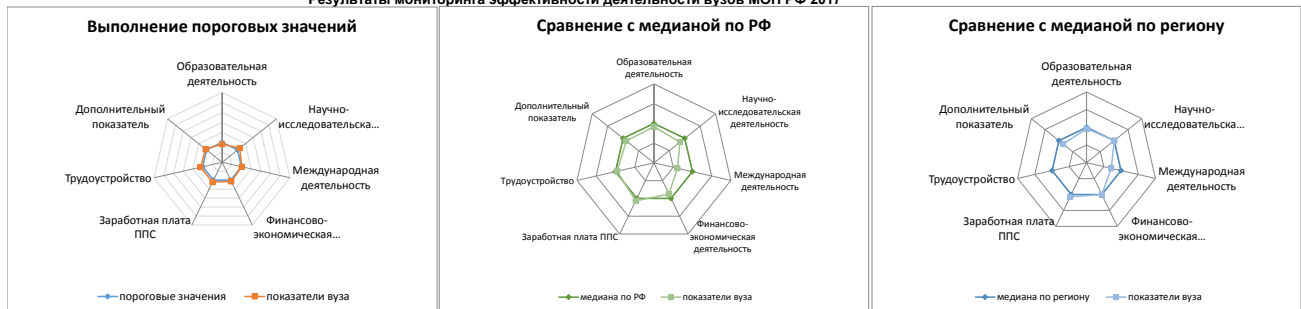 Результаты мониторинга эффективности деятельности вузов МОН РФ 2017
Выполнение пороговых значений
Образовательная
деятельность
Научно-
исследовательска…
Международная
деятельность
Финансово-
экономическая…
Заработная плата
ППС
Трудоустройство
Дополнительный
показатель
пороговые значения
показатели вуза
Сравнение с медианой по РФ
Образовательная
деятельность
Научно-
исследовательская
деятельность
Международная
деятельность
Финансово-
экономическая
деятельность
Заработная плата ППС
Трудоустройство
Дополнительный
показатель
медиана по РФ
показатели вуза
Сравнение с медианой по региону
Образовательная
деятельность
Научно-
исследовательска…
Международная
деятельность
Финансово-
экономическая…
Заработная плата
ППС
Трудоустройство
Дополнительный
показатель
медиана по региону
показатели вуза